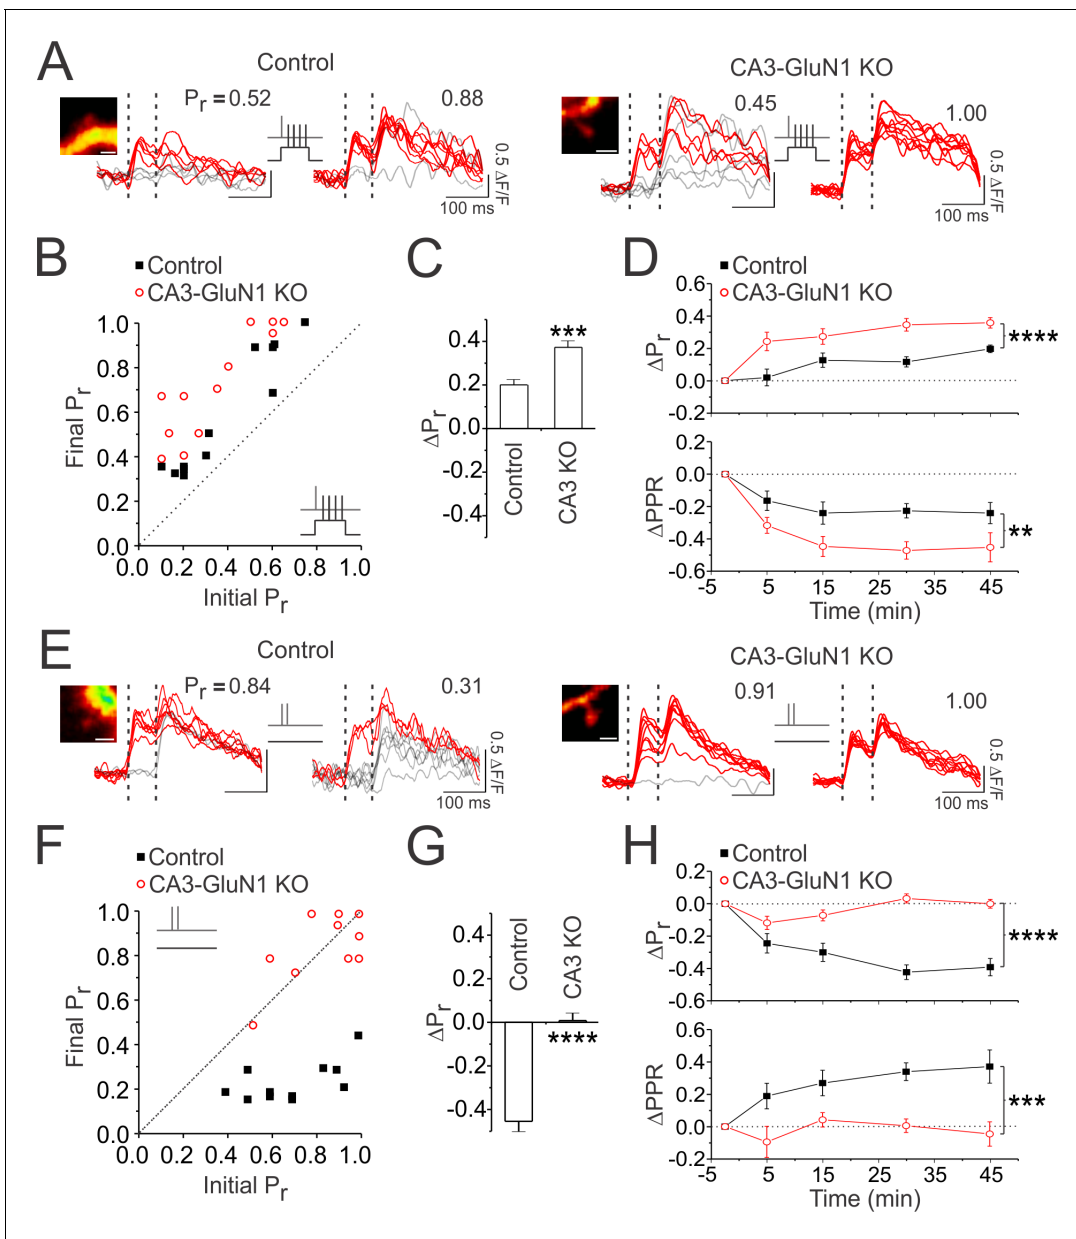 A
Control
CA3-GluN1 KO
Pr = 0.52
0.88
0.45
1.00
0.5 ΔF/F
100 ms
0.5 ΔF/F
100 ms
B
■ Control
○ CA3-GluN1 KO
1.0
0.8
0.6
0.4
0.2
0.0
Final Pr
0.0 0.2 0.4 0.6 0.8 1.0
Initial Pr
C
***
0.4
0.2
0.0
-0.2
-0.4
ΔPr
Control
CA3 KO
D
■ Control
○ CA3-GluN1 KO
0.6
0.4
0.2
0.0
-0.2
ΔPr
****
0.2
0.0
-0.2
-0.4
-0.6
ΔPPR
**
-5 5 15 25 35 45
Time (min)
E
Control
CA3-GluN1 KO
Pr = 0.84
0.31
0.91
1.00
0.5 ΔF/F
100 ms
0.5 ΔF/F
100 ms
F
■ Control
○ CA3-GluN1 KO
1.0
0.8
0.6
0.4
0.2
0.0
Final Pr
0.0 0.2 0.4 0.6 0.8 1.0
Initial Pr
G
Control
CA3 KO
0.4
0.2
0.0
-0.2
-0.4
ΔPr
****
H
■ Control
○ CA3-GluN1 KO
0.2
0.0
-0.2
-0.4
-0.6
ΔPr
****
0.6
0.4
0.2
0.0
-0.2
ΔPPR
***
-5 5 15 25 35 45
Time (min)